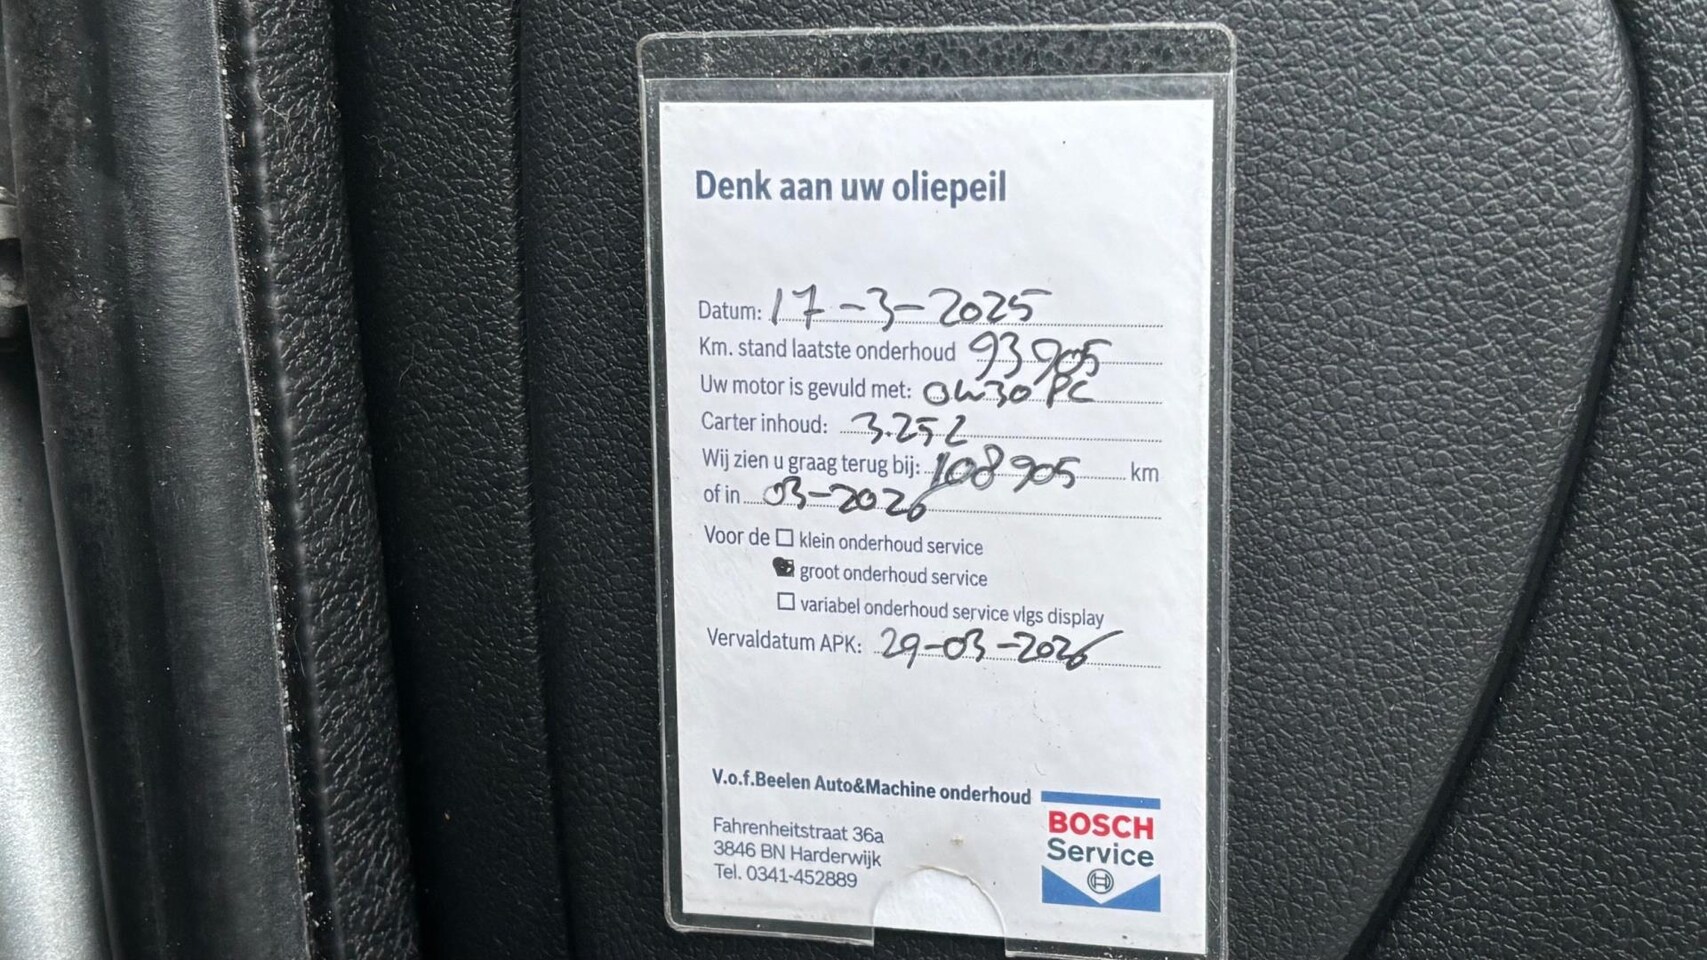 Denk aan uw oliepeil
Datum: 17-3-2025
Km. stand laatste onderhoud 93905
Uw motor is gevuld met: 0W30 PC
Carter inhoud: 3.25 L
Wij zien u graag terug bij: 108905 km
of in 03-2026
Voor de klein onderhoud service
groot onderhoud service
variabel onderhoud service vlgs display
Vervaldatum APK: 29-03-2026
V.o.f.Beelen Auto&Machine onderhoud
Fahrenheitstraat 36a
3846 BN Harderwijk
Tel. 0341-452889
BOSCH
Service